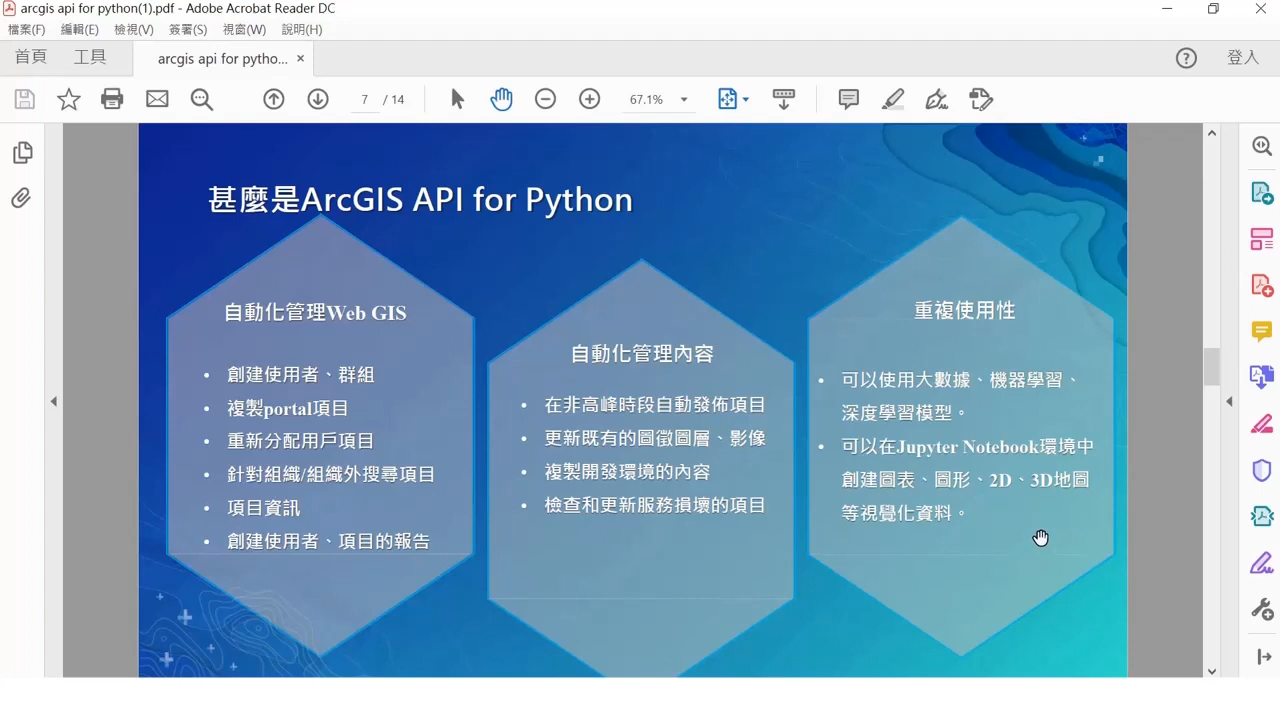 arcgis api for python(1).pdf - Adobe Acrobat Reader DC
檔案(F) 編輯(E) 檢視(V) 簽署(S) 視窗(W) 說明(H)
首頁 工具 arcgis api for pytho... × 登入
7 / 14 67.1%
甚麼是ArcGIS API for Python
自動化管理Web GIS
• 創建使用者、群組
• 複製portal項目
• 重新分配用戶項目
• 針對組織/組織外搜尋項目
• 項目資訊
• 創建使用者、項目的報告
自動化管理內容
• 在非高峰時段自動發佈項目
• 更新既有的圖徵圖層、影像
• 複製開發環境的內容
• 檢查和更新服務損壞的項目
重複使用性
• 可以使用大數據、機器學習、
深度學習模型。
• 可以在Jupyter Notebook環境中
創建圖表、圖形、2D、3D地圖
等視覺化資料。